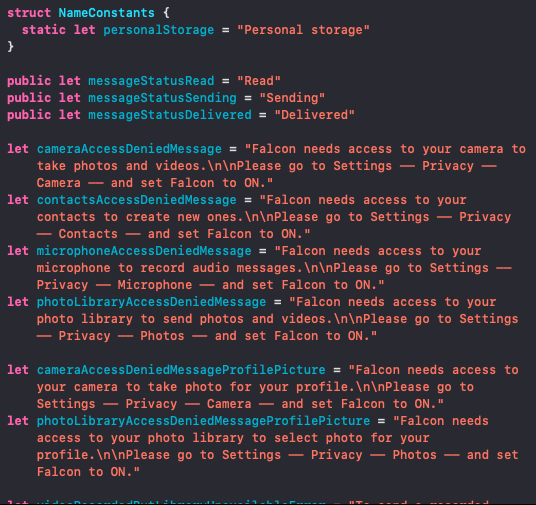 struct NameConstants {
static let personalStorage = "Personal storage"
}
public let messageStatusRead = "Read"
public let messageStatusSending = "Sending"
public let messageStatusDelivered = "Delivered"
let cameraAccessDeniedMessage = "Falcon needs access to your camera to
take photos and videos.\n\nPlease go to Settings –– Privacy ––
Camera –– and set Falcon to ON."
let contactsAccessDeniedMessage = "Falcon needs access to your
contacts to create new ones.\n\nPlease go to Settings –– Privacy
–– Contacts –– and set Falcon to ON."
let microphoneAccessDeniedMessage = "Falcon needs access to your
microphone to record audio messages.\n\nPlease go to Settings ––
Privacy –– Microphone –– and set Falcon to ON."
let photoLibraryAccessDeniedMessage = "Falcon needs access to your
photo library to send photos and videos.\n\nPlease go to Settings
–– Privacy –– Photos –– and set Falcon to ON."
let cameraAccessDeniedMessageProfilePicture = "Falcon needs access to
your camera to take photo for your profile.\n\nPlease go to
Settings –– Privacy –– Camera –– and set Falcon to ON."
let photoLibraryAccessDeniedMessageProfilePicture = "Falcon needs
access to your photo library to select photo for your
profile.\n\nPlease go to Settings –– Privacy –– Photos –– and set
Falcon to ON."
let videoRecordedButLibraryUnavailableError = "To send a recorded